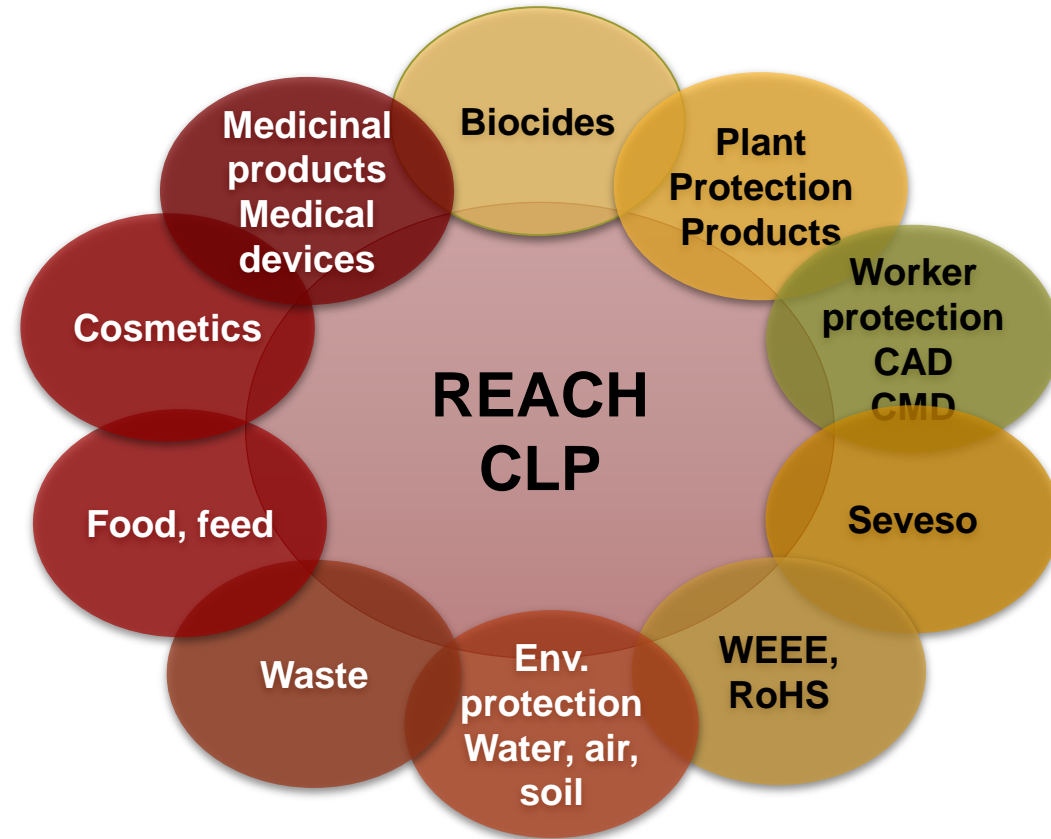 Biocides
Medicinal
products
Medical
devices
Plant
Protection
Products
Worker
protection
CAD
CMD
Cosmetics
REACH
CLP
Food, feed
Seveso
Waste
Env.
protection
Water, air,
soil
WEEE,
RoHS